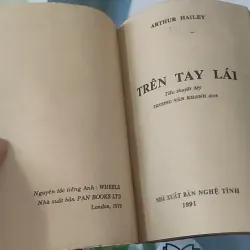 Nguyên tác tiếng Anh : WHEELS
Nhà xuất bản PAN BOOKS LTD
London, 1978
ARTHUR HAILEY
TRÊN TAY LÁI
Tiểu thuyết Mỹ
TRƯƠNG VĂN KHANH dịch
NHÀ XUẤT BẢN NGHỆ TĨNH
1991